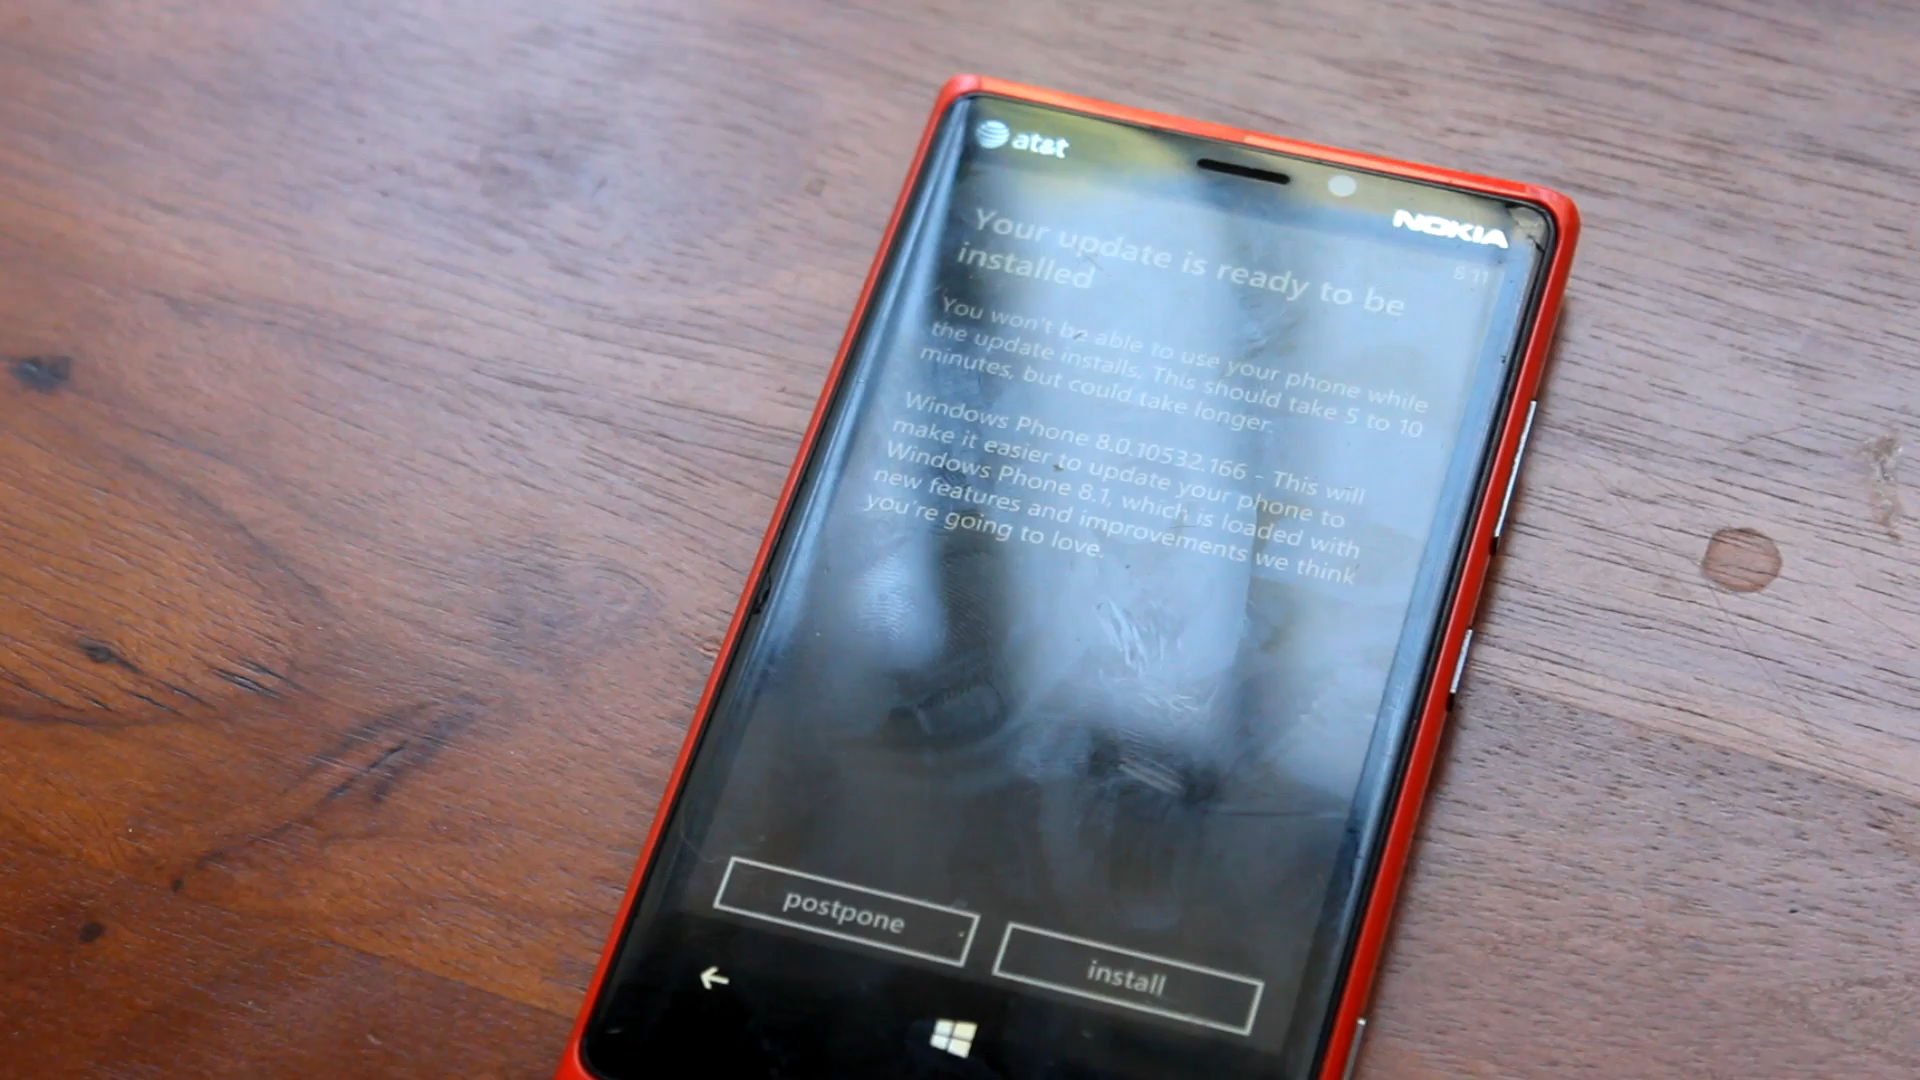 at&t
NOKIA
8:11
Your update is ready to be
installed
You won't be able to use your phone while
the update installs. This should take 5 to 10
minutes, but could take longer.
Windows Phone 8.0.10532.166 - This will
make it easier to update your phone to
Windows Phone 8.1, which is loaded with
new features and improvements we think
you're going to love.
postpone
install